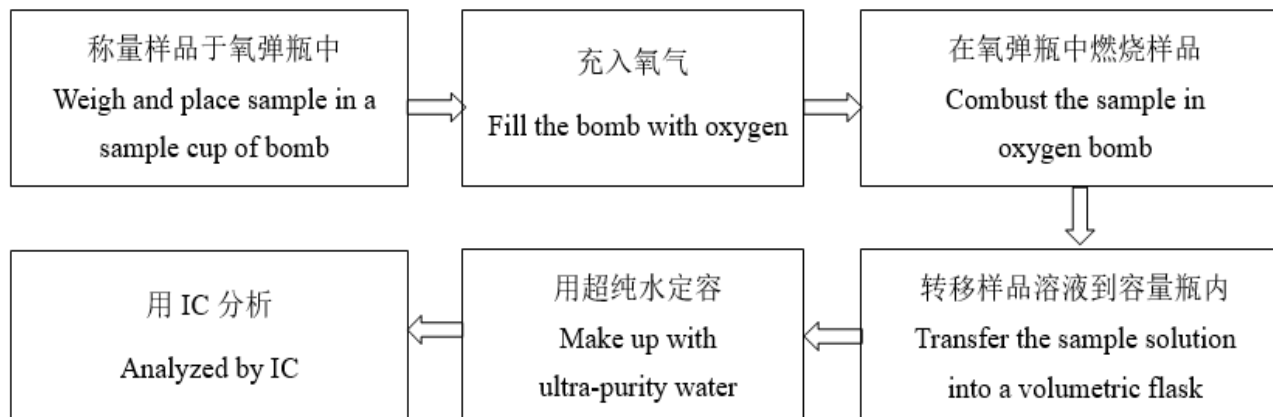 称量样品于氧弹瓶中
Weigh and place sample in a
sample cup of bomb
充入氧气
Fill the bomb with oxygen
在氧弹瓶中燃烧样品
Combust the sample in
oxygen bomb
转移样品溶液到容量瓶内
Transfer the sample solution
into a volumetric flask
用超纯水定容
Make up with
ultra-purity water
用 IC 分析
Analyzed by IC